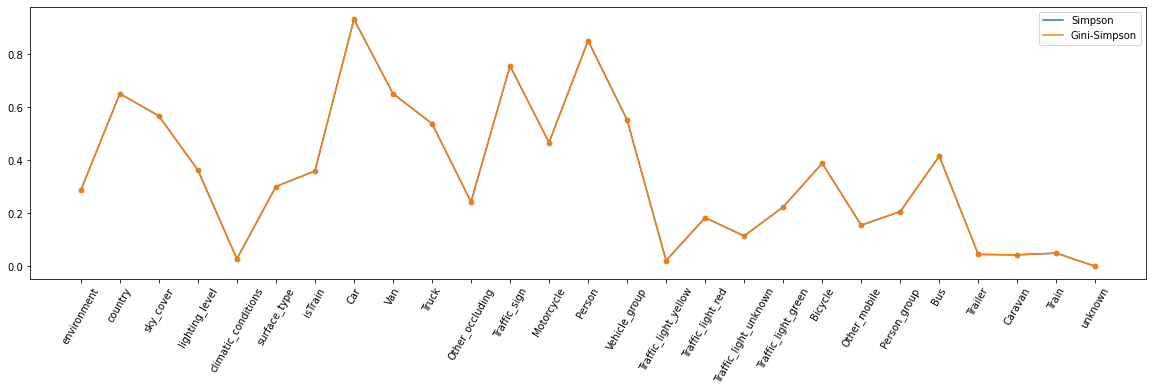 Simpson
Gini-Simpson
0.8
0.6
0.4
0.2
0.0
environment
country
sky_cover
lighting_level
climatic_conditions
surface_type
isTrain
Car
Van
Truck
Other_occluding
Traffic_sign
Motorcycle
Person
Vehicle_group
Traffic_light_yellow
Traffic_light_red
Traffic_light_unknown
Traffic_light_green
Bicycle
Other_mobile
Person_group
Bus
Trailer
Caravan
Train
unknown